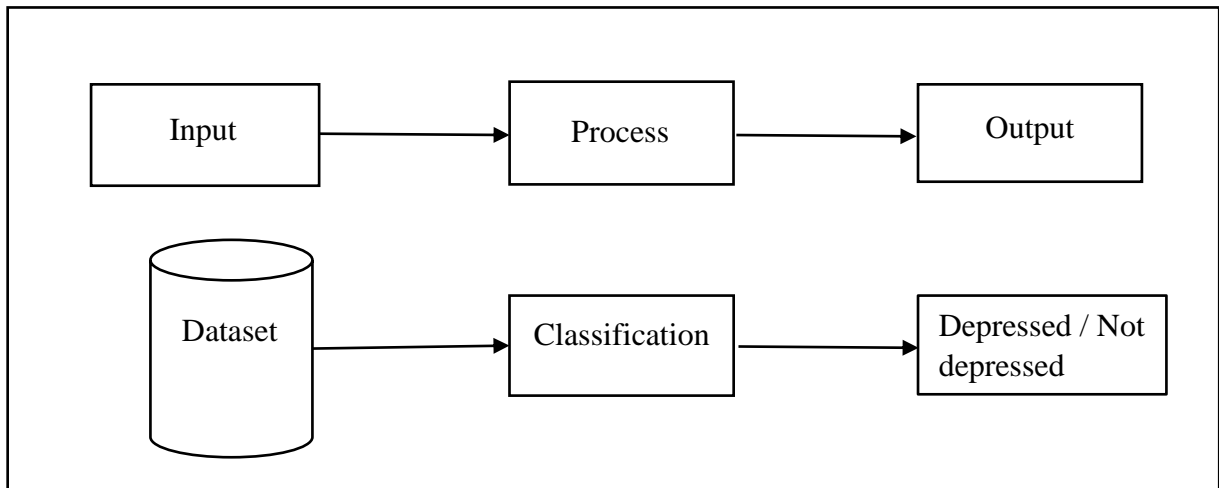 Input
Process
Output
Dataset
Classification
Depressed / Not
depressed